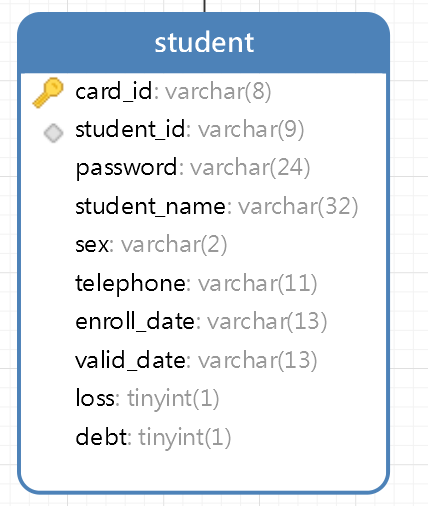 student
card_id: varchar(8)
student_id: varchar(9)
password: varchar(24)
student_name: varchar(32)
sex: varchar(2)
telephone: varchar(11)
enroll_date: varchar(13)
valid_date: varchar(13)
loss: tinyint(1)
debt: tinyint(1)